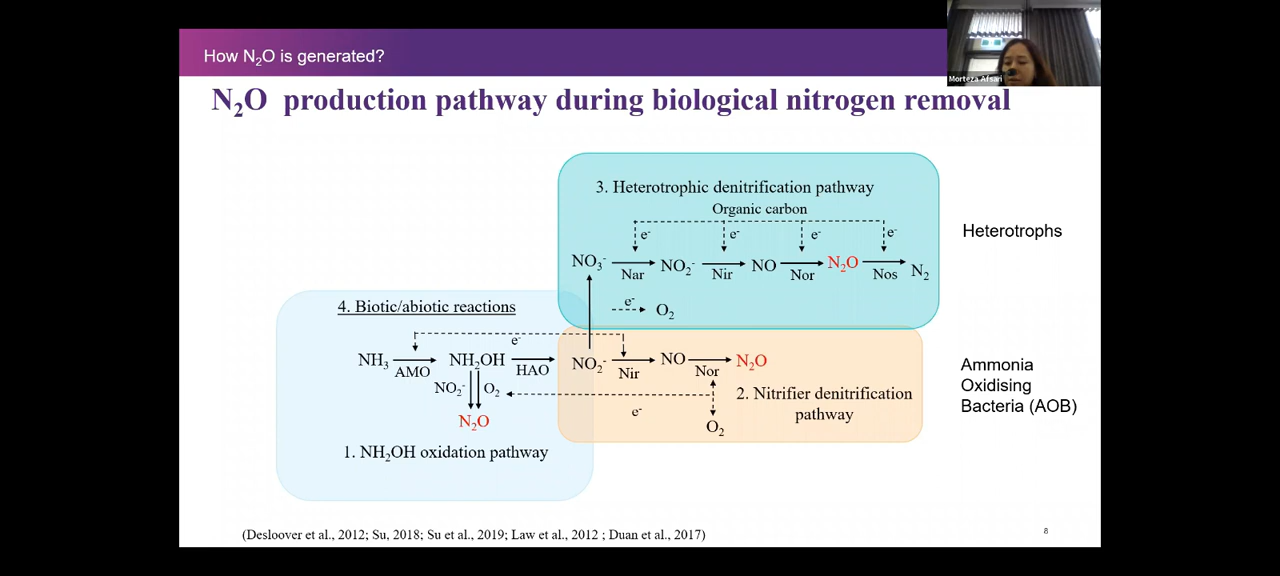 How N₂O is generated?
Morteza Afsari
N₂O production pathway during biological nitrogen removal
3. Heterotrophic denitrification pathway
Organic carbon
e⁻ e⁻ e⁻ e⁻
NO₃⁻ NO₂⁻ NO N₂O N₂
Nar Nir Nor Nos
e⁻ O₂
Heterotrophs
4. Biotic/abiotic reactions
e⁻
NH₃ NH₂OH NO₂⁻ NO N₂O
AMO HAO Nir Nor
NO₂⁻ O₂
e⁻
N₂O
O₂
1. NH₂OH oxidation pathway
2. Nitrifier denitrification
pathway
Ammonia
Oxidising
Bacteria (AOB)
(Desloover et al., 2012; Su, 2018; Su et al., 2019; Law et al., 2012 ; Duan et al., 2017)
8